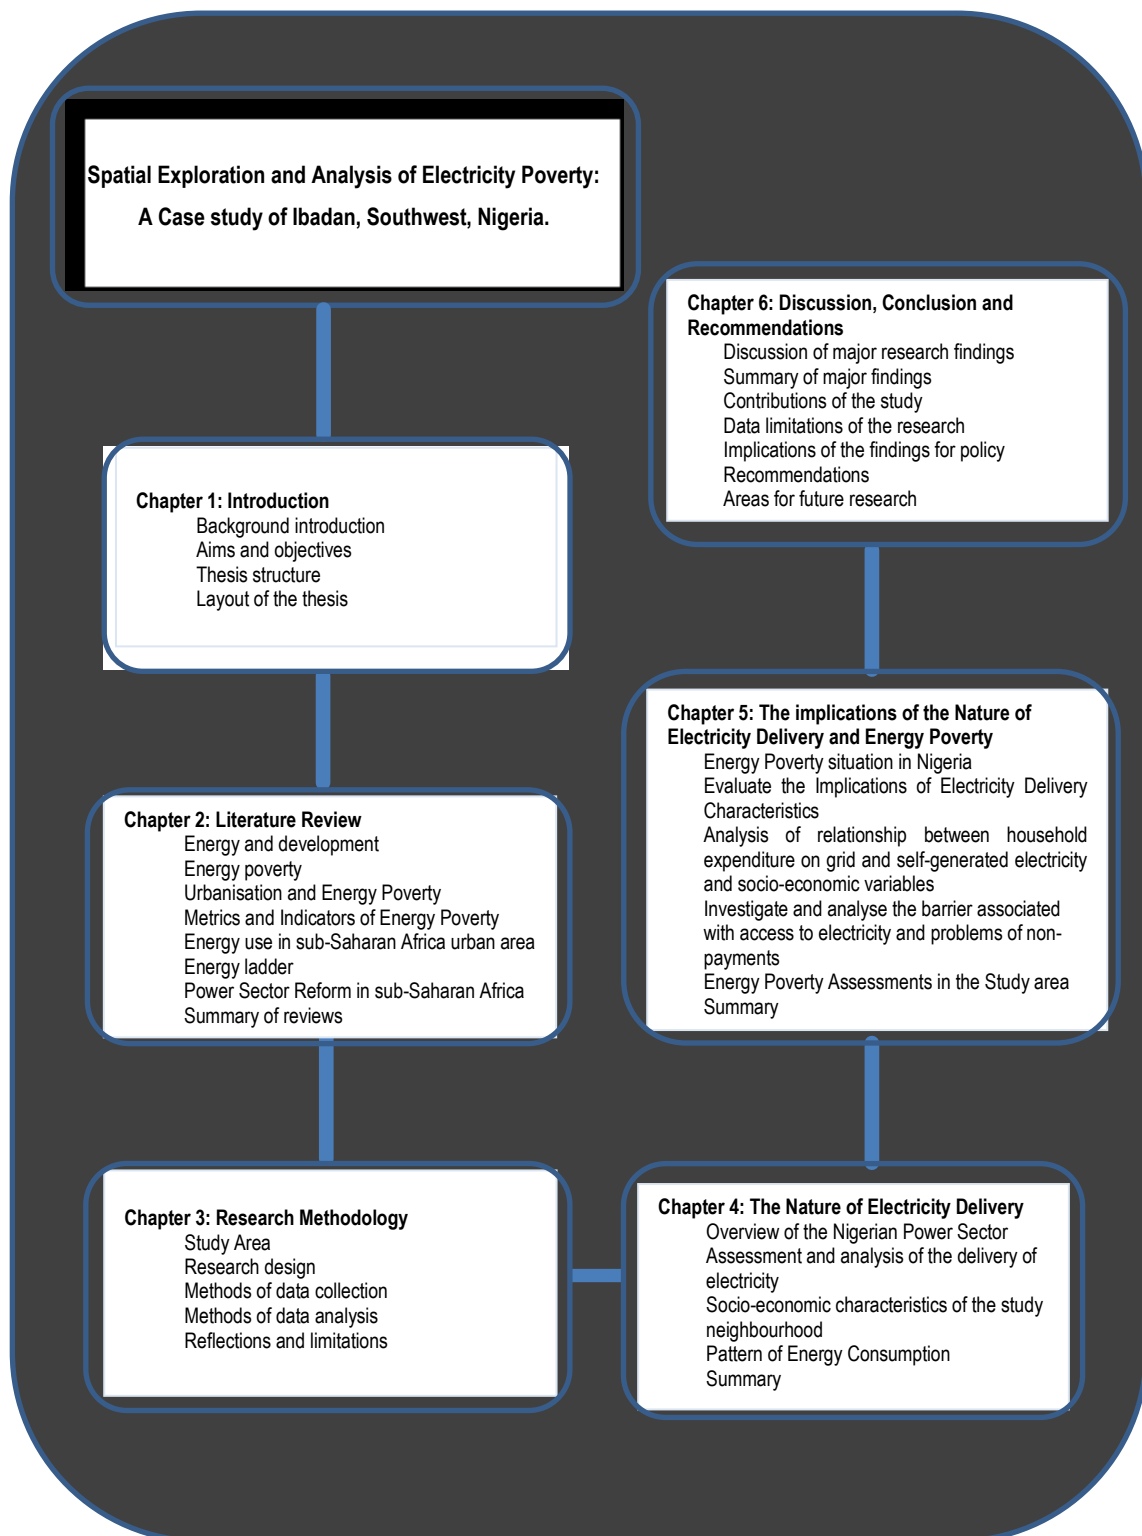 Spatial Exploration and Analysis of Electricity Poverty:
A Case study of Ibadan, Southwest, Nigeria.
Chapter 1: Introduction
Background introduction
Aims and objectives
Thesis structure
Layout of the thesis
Chapter 2: Literature Review
Energy and development
Energy poverty
Urbanisation and Energy Poverty
Metrics and Indicators of Energy Poverty
Energy use in sub-Saharan Africa urban area
Energy ladder
Power Sector Reform in sub-Saharan Africa
Summary of reviews
Chapter 3: Research Methodology
Study Area
Research design
Methods of data collection
Methods of data analysis
Reflections and limitations
Chapter 4: The Nature of Electricity Delivery
Overview of the Nigerian Power Sector
Assessment and analysis of the delivery of
electricity
Socio-economic characteristics of the study
neighbourhood
Pattern of Energy Consumption
Summary
Chapter 5: The implications of the Nature of
Electricity Delivery and Energy Poverty
Energy Poverty situation in Nigeria
Evaluate the Implications of Electricity Delivery
Characteristics
Analysis of relationship between household
expenditure on grid and self-generated electricity
and socio-economic variables
Investigate and analyse the barrier associated
with access to electricity and problems of non-
payments
Energy Poverty Assessments in the Study area
Summary
Chapter 6: Discussion, Conclusion and
Recommendations
Discussion of major research findings
Summary of major findings
Contributions of the study
Data limitations of the research
Implications of the findings for policy
Recommendations
Areas for future research